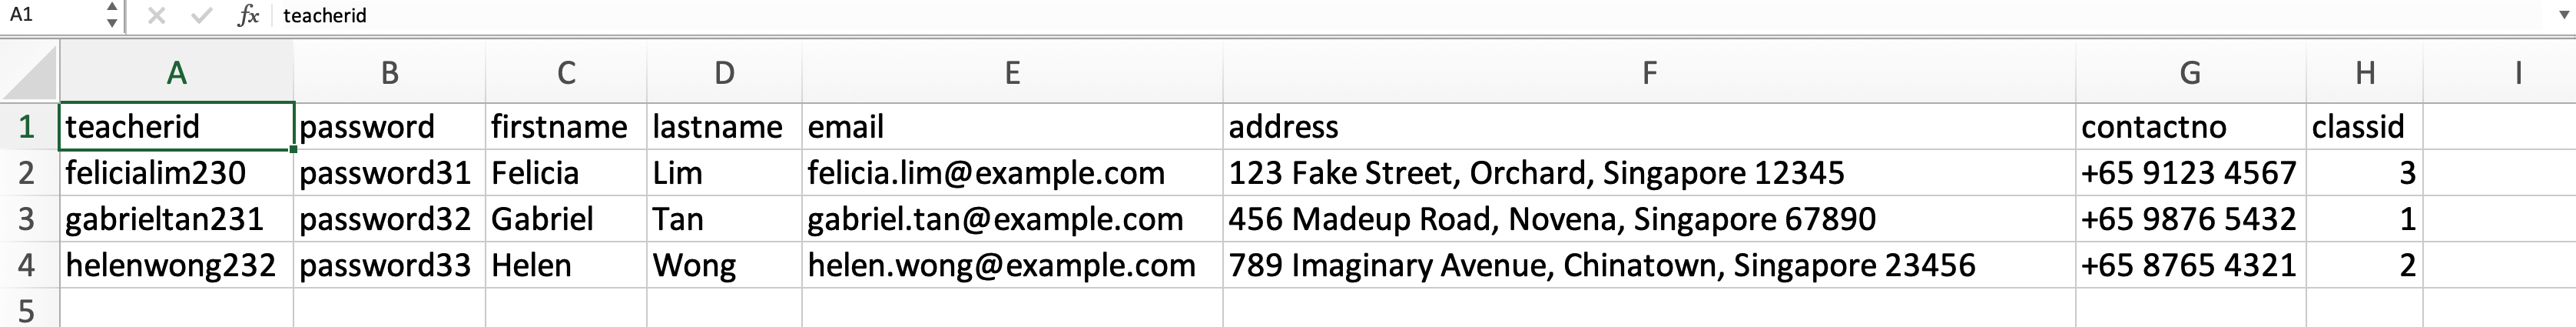 A1 fx teacherid
A B C D E F G H I
1 teacherid password firstname lastname email address contactno classid
2 felicialim230 password31 Felicia Lim felicia.lim@example.com 123 Fake Street, Orchard, Singapore 12345 +65 9123 4567 3
3 gabrieltan231 password32 Gabriel Tan gabriel.tan@example.com 456 Madeup Road, Novena, Singapore 67890 +65 9876 5432 1
4 helenwong232 password33 Helen Wong helen.wong@example.com 789 Imaginary Avenue, Chinatown, Singapore 23456 +65 8765 4321 2
5